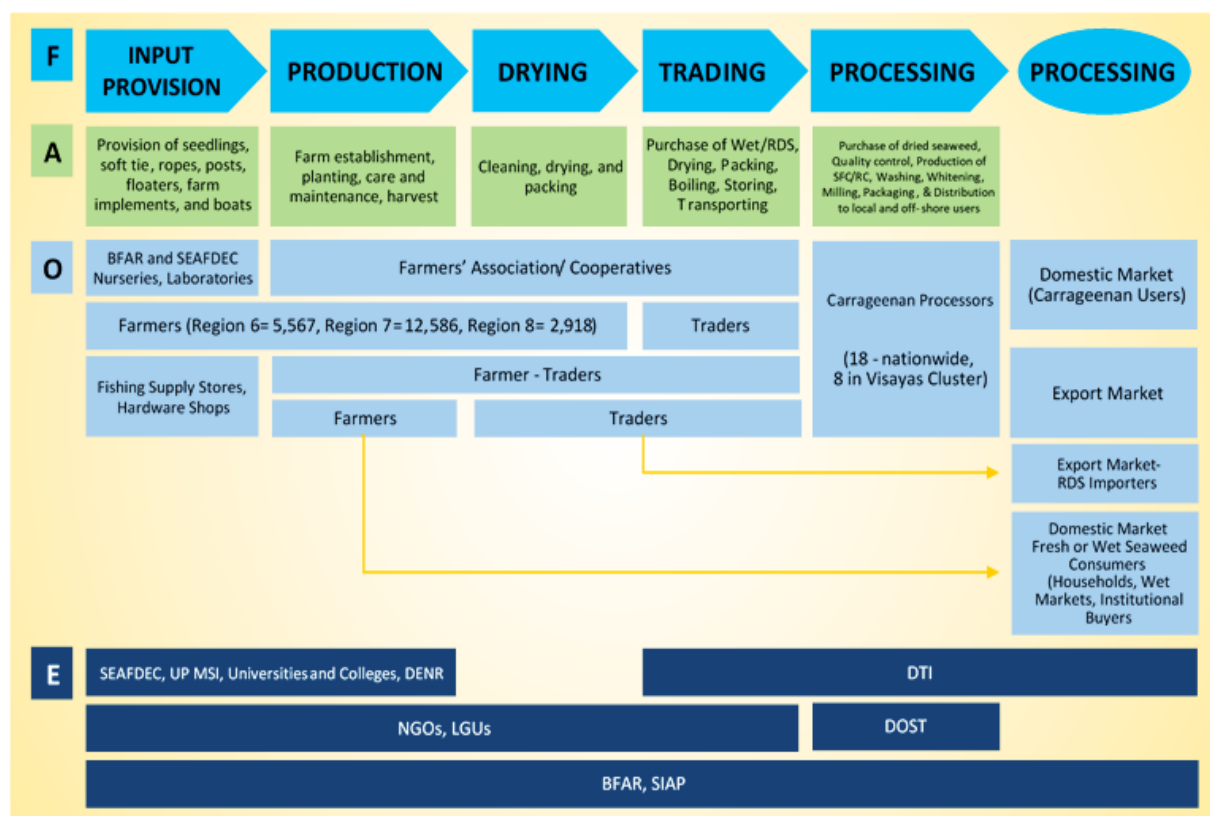 F
INPUT
PROVISION
PRODUCTION
DRYING
TRADING
PROCESSING
PROCESSING
A
Provision of seedlings,
soft tie, ropes, posts,
floaters, farm
implements, and boats
Farm establishment,
planting, care and
maintenance, harvest
Cleaning, drying, and
packing
Purchase of Wet/RDS,
Drying, Packing,
Boiling, Storing,
Transporting
Purchase of dried seaweed,
Quality control, Production of
SFC/RC, Washing, Whitening,
Milling, Packaging, & Distribution
to local and off-shore users
O
BFAR and SEAFDEC
Nurseries, Laboratories
Farmers' Association/ Cooperatives
Farmers (Region 6= 5,567, Region 7=12,586, Region 8= 2,918)
Traders
Fishing Supply Stores,
Hardware Shops
Farmer - Traders
Farmers
Traders
Carrageenan Processors
(18 - nationwide,
8 in Visayas Cluster)
Domestic Market
(Carrageenan Users)
Export Market
Export Market-
RDS Importers
Domestic Market
Fresh or Wet Seaweed
Consumers
(Households, Wet
Markets, Institutional
Buyers
E
SEAFDEC, UP MSI, Universities and Colleges, DENR
DTI
NGOs, LGUs
DOST
BFAR, SIAP